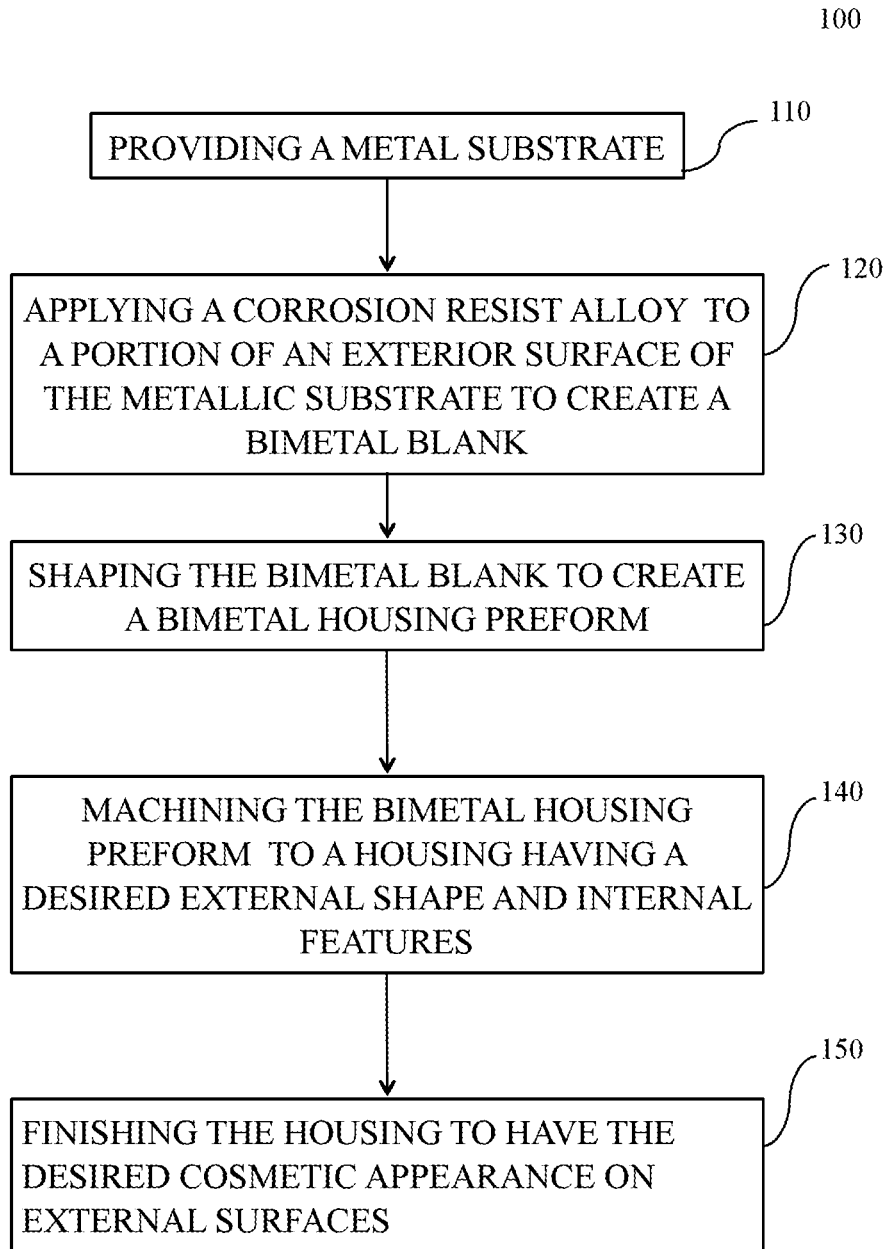 100
110
PROVIDING A METAL SUBSTRATE
120
APPLYING A CORROSION RESIST ALLOY TO
A PORTION OF AN EXTERIOR SURFACE OF
THE METALLIC SUBSTRATE TO CREATE A
BIMETAL BLANK
130
SHAPING THE BIMETAL BLANK TO CREATE
A BIMETAL HOUSING PREFORM
140
MACHINING THE BIMETAL HOUSING
PREFORM TO A HOUSING HAVING A
DESIRED EXTERNAL SHAPE AND INTERNAL
FEATURES
150
FINISHING THE HOUSING TO HAVE THE
DESIRED COSMETIC APPEARANCE ON
EXTERNAL SURFACES